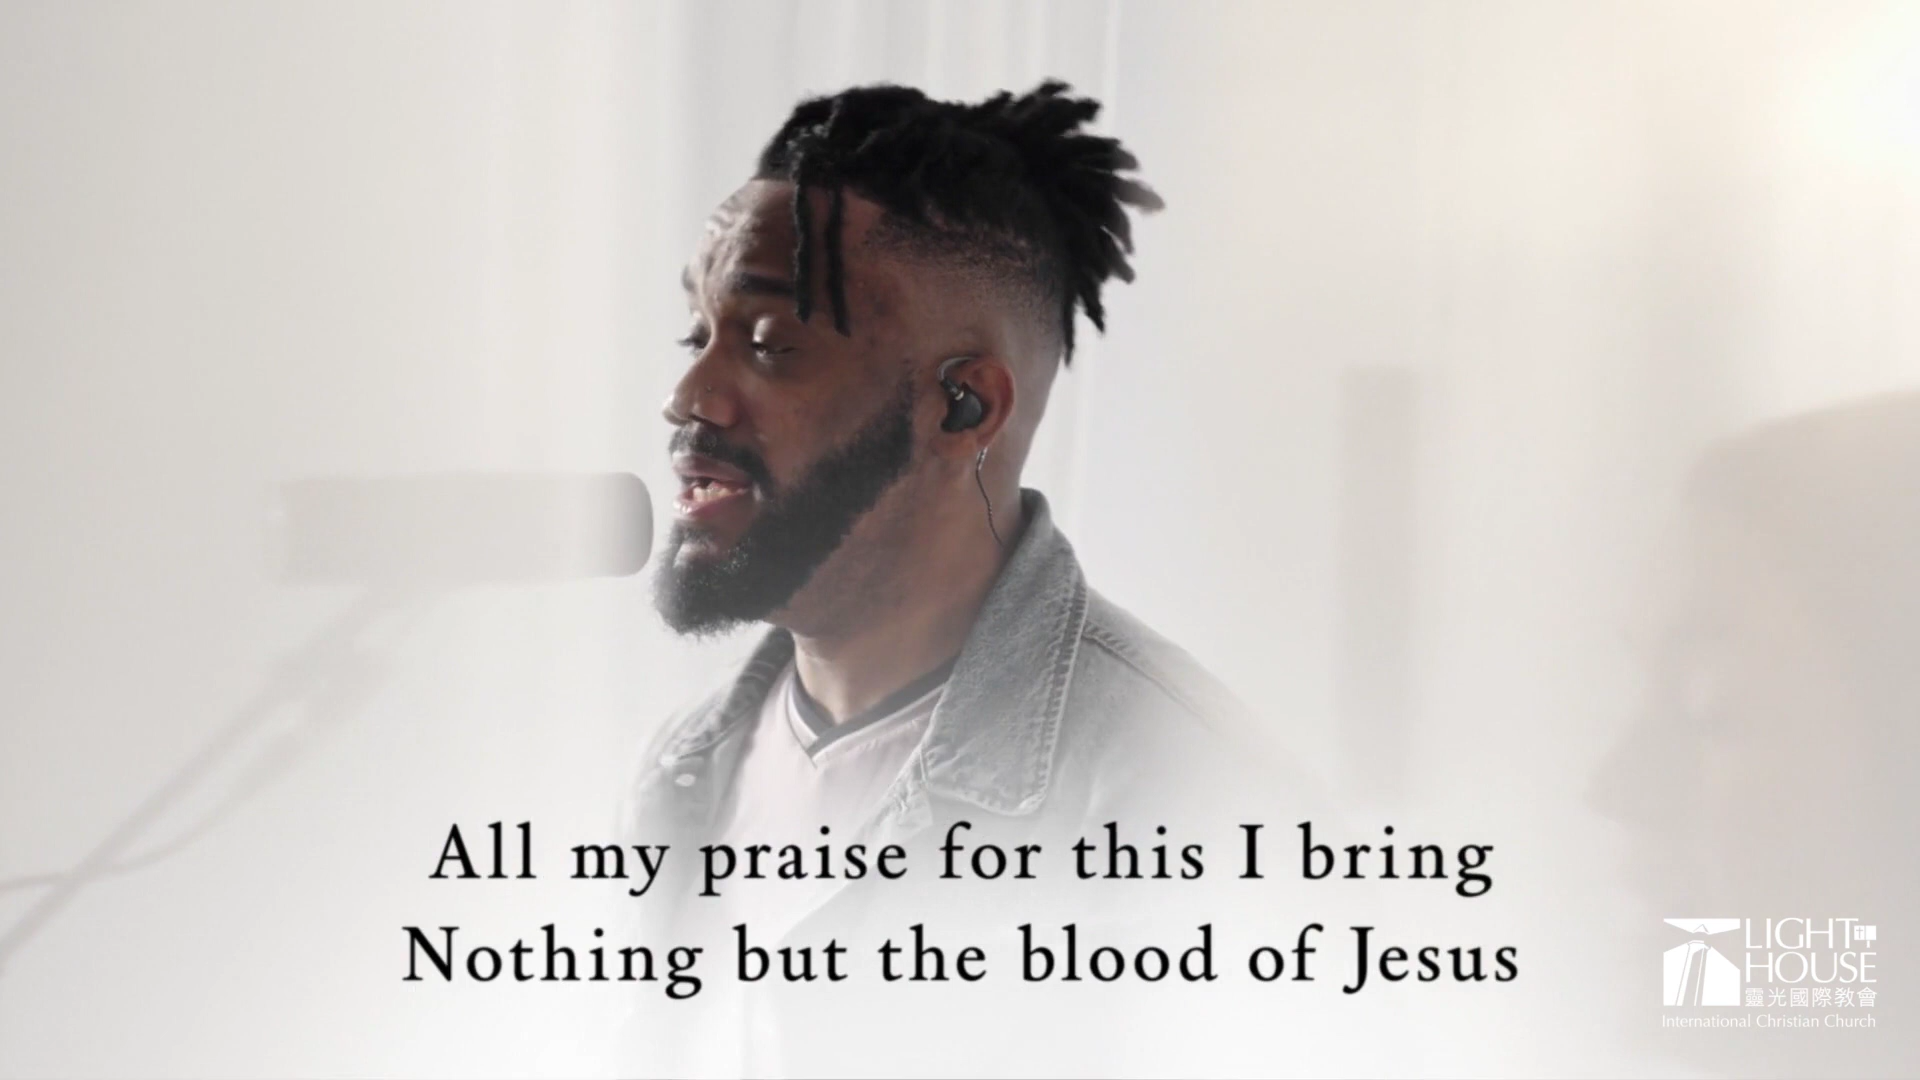 All my praise for this I bring
Nothing but the blood of Jesus
LIGHT
HOUSE
靈光國際教會
International Christian Church